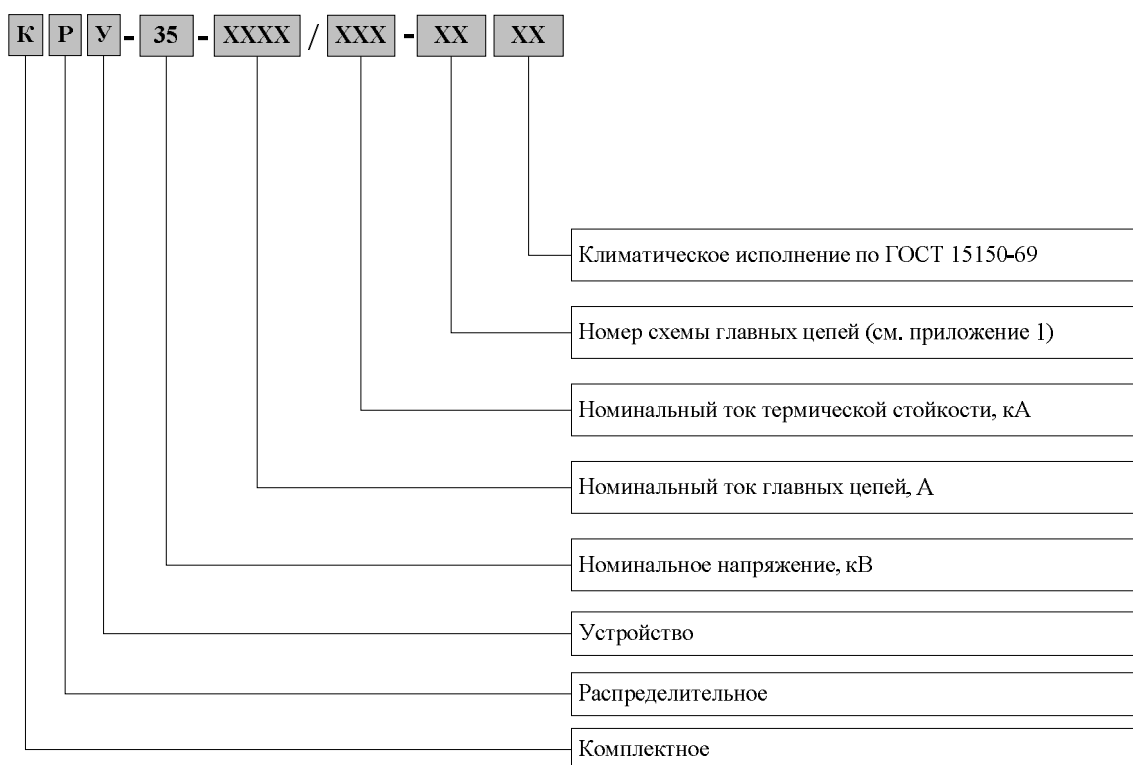 К Р У - 35 - XXXX / XXX - XX XX
Климатическое исполнение по ГОСТ 15150-69
Номер схемы главных цепей (см. приложение 1)
Номинальный ток термической стойкости, кА
Номинальный ток главных цепей, А
Номинальное напряжение, кВ
Устройство
Распределительное
Комплектное